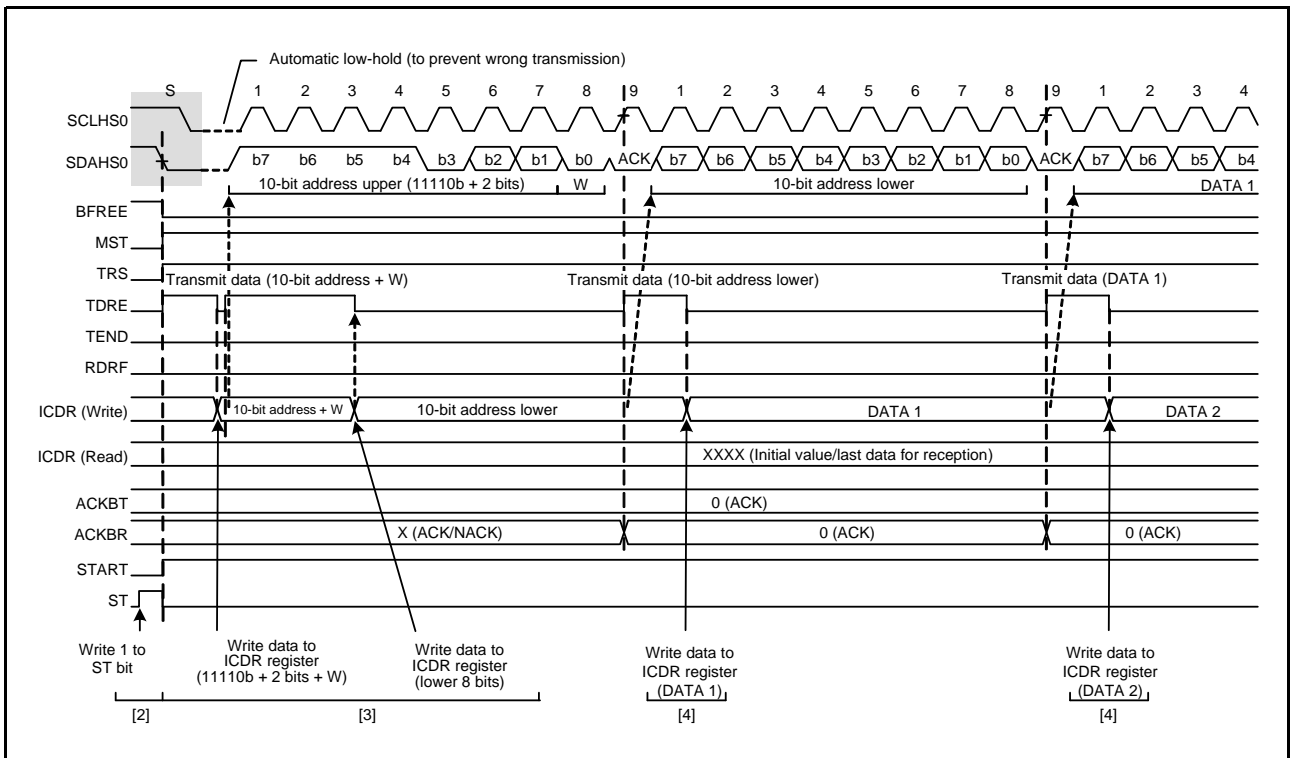 Automatic low-hold (to prevent wrong transmission)
S 1 2 3 4 5 6 7 8 9 1 2 3 4 5 6 7 8 9 1 2 3 4
SCLHS0
SDAHS0 b7 b6 b5 b4 b3 b2 b1 b0 ACK b7 b6 b5 b4 b3 b2 b1 b0 ACK b7 b6 b5 b4
10-bit address upper (11110b + 2 bits) W 10-bit address lower DATA 1
BFREE
MST
TRS
Transmit data (10-bit address + W) Transmit data (10-bit address lower) Transmit data (DATA 1)
TDRE
TEND
RDRF
ICDR (Write) 10-bit address + W 10-bit address lower DATA 1 DATA 2
ICDR (Read) XXXX (Initial value/last data for reception)
ACKBT 0 (ACK)
ACKBR X (ACK/NACK) 0 (ACK) 0 (ACK)
START
ST
Write 1 to
ST bit
Write data to
ICDR register
(11110b + 2 bits + W)
Write data to
ICDR register
(lower 8 bits)
Write data to
ICDR register
(DATA 1)
Write data to
ICDR register
(DATA 2)
[2] [3] [4] [4]